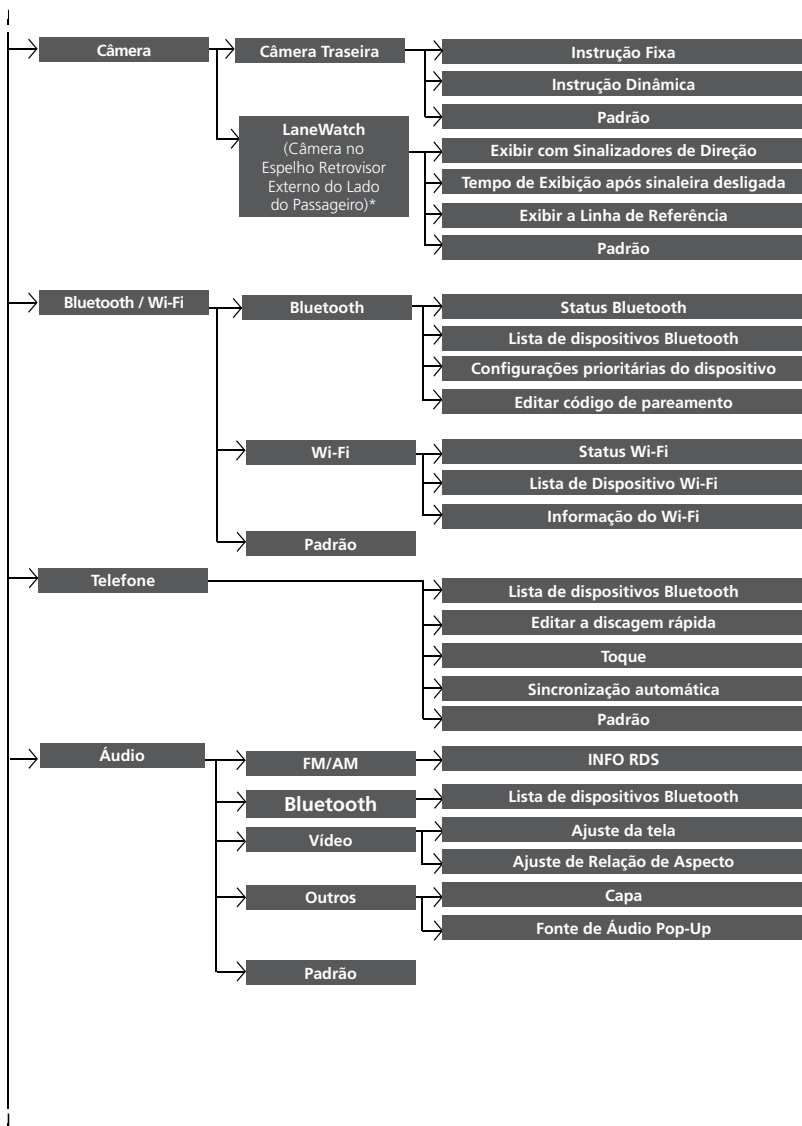 Câmera
Câmera Traseira
Instrução Fixa
Instrução Dinâmica
Padrão
LaneWatch
(Câmera no
Espelho Retrovisor
Externo do Lado
do Passageiro)*
Exibir com Sinalizadores de Direção
Tempo de Exibição após sinaleira desligada
Exibir a Linha de Referência
Padrão
Bluetooth / Wi-Fi
Bluetooth
Status Bluetooth
Lista de dispositivos Bluetooth
Configurações prioritárias do dispositivo
Editar código de pareamento
Wi-Fi
Status Wi-Fi
Lista de Dispositivo Wi-Fi
Informação do Wi-Fi
Padrão
Telefone
Lista de dispositivos Bluetooth
Editar a discagem rápida
Toque
Sincronização automática
Padrão
Áudio
FM/AM
INFO RDS
Bluetooth
Lista de dispositivos Bluetooth
Vídeo
Ajuste da tela
Ajuste de Relação de Aspecto
Outros
Capa
Fonte de Áudio Pop-Up
Padrão